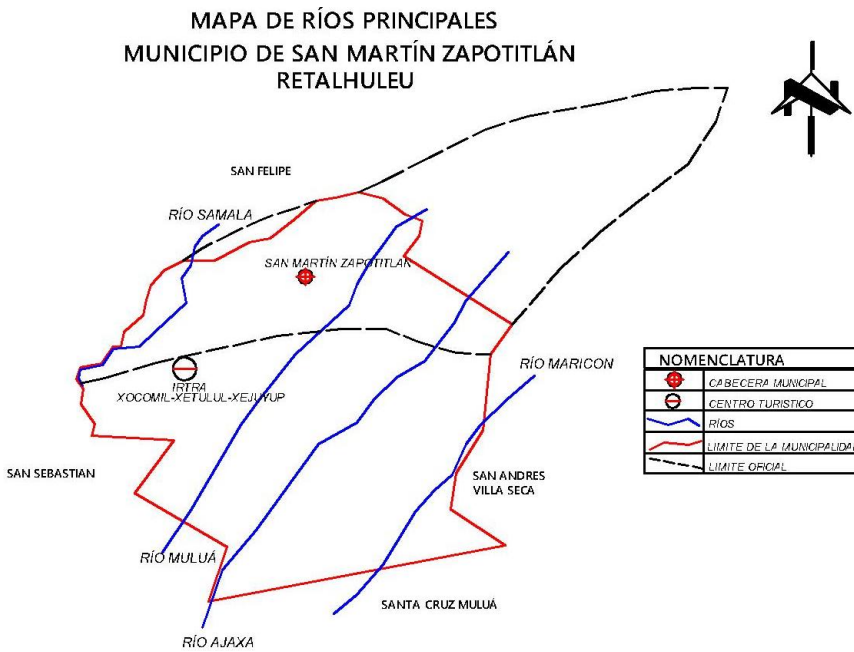 MAPA DE RÍOS PRINCIPALES
MUNICIPIO DE SAN MARTÍN ZAPOTITLÁN
RETALHULEU
SAN FELIPE
RÍO SAMALA
SAN MARTÍN ZAPOTITLAN
RÍO MARICON
IRTRA
XOCOMIL-XETULUL-XEJUYUP
SAN SEBASTIAN
SAN ANDRES
VILLA SECA
RÍO MULUÁ
SANTA CRUZ MULUÁ
RÍO AJAXA
NOMENCLATURA
CABECERA MUNICIPAL
CENTRO TURISTICO
RÍOS
LIMITE DE LA MUNICIPALIDAD
LIMITE OFICIAL